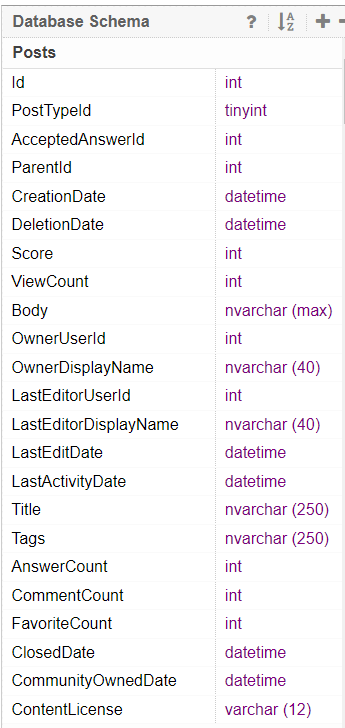 Database Schema ? A Z + -
Posts
Id int
PostTypeId tinyint
AcceptedAnswerId int
ParentId int
CreationDate datetime
DeletionDate datetime
Score int
ViewCount int
Body nvarchar (max)
OwnerUserId int
OwnerDisplayName nvarchar (40)
LastEditorUserId int
LastEditorDisplayName nvarchar (40)
LastEditDate datetime
LastActivityDate datetime
Title nvarchar (250)
Tags nvarchar (250)
AnswerCount int
CommentCount int
FavoriteCount int
ClosedDate datetime
CommunityOwnedDate datetime
ContentLicense varchar (12)